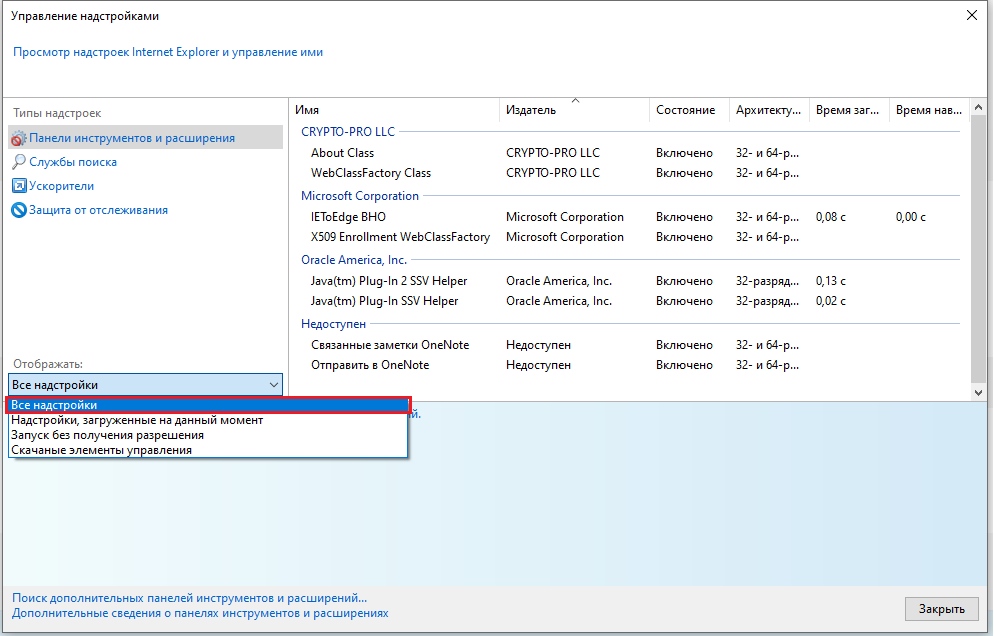 Управление надстройками
Просмотр надстроек Internet Explorer и управление ими
Типы надстроек
Панели инструментов и расширения
Службы поиска
Ускорители
Защита от отслеживания
Отображать:
Все надстройки
Все надстройки
Надстройки, загруженные на данный момент
Запуск без получения разрешения
Скачаные элементы управления
Имя Издатель Состояние Архитекту... Время заг... Время нав...
CRYPTO-PRO LLC
About Class CRYPTO-PRO LLC Включено 32- и 64-р...
WebClassFactory Class CRYPTO-PRO LLC Включено 32- и 64-р...
Microsoft Corporation
IEToEdge BHO Microsoft Corporation Включено 32- и 64-р... 0,08 с 0,00 с
X509 Enrollment WebClassFactory Microsoft Corporation Включено 32- и 64-р...
Oracle America, Inc.
Java(tm) Plug-In 2 SSV Helper Oracle America, Inc. Включено 32-разряд... 0,13 с
Java(tm) Plug-In SSV Helper Oracle America, Inc. Включено 32-разряд... 0,02 с
Недоступен
Связанные заметки OneNote Недоступен Включено 32- и 64-р...
Отправить в OneNote Недоступен Включено 32- и 64-р...
Поиск дополнительных панелей инструментов и расширений...
Дополнительные сведения о панелях инструментов и расширениях
Закрыть